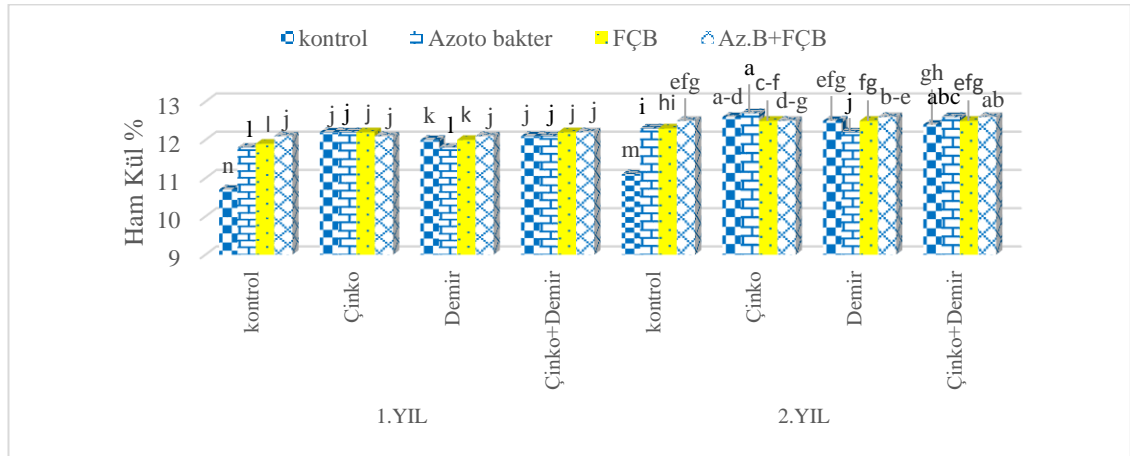 kontrol Azoto bakter FÇB Az.B+FÇB
Ham Kül %
13
12
11
10
9
n l l j j j j j k l k j j j j j m i hi efg a-d a c-f d-g efg j fg b-e gh abc efg ab
kontrol Çinko Demir Çinko+Demir kontrol Çinko Demir Çinko+Demir
1.YIL 2.YIL